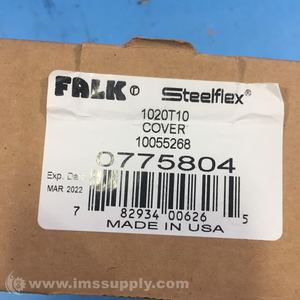 FALK® Steelflex®
1020T10
COVER
10055268
0775804
Exp. Da
MAR 2022
7 82934 00626 5
MADE IN USA
© www.imssupply.com